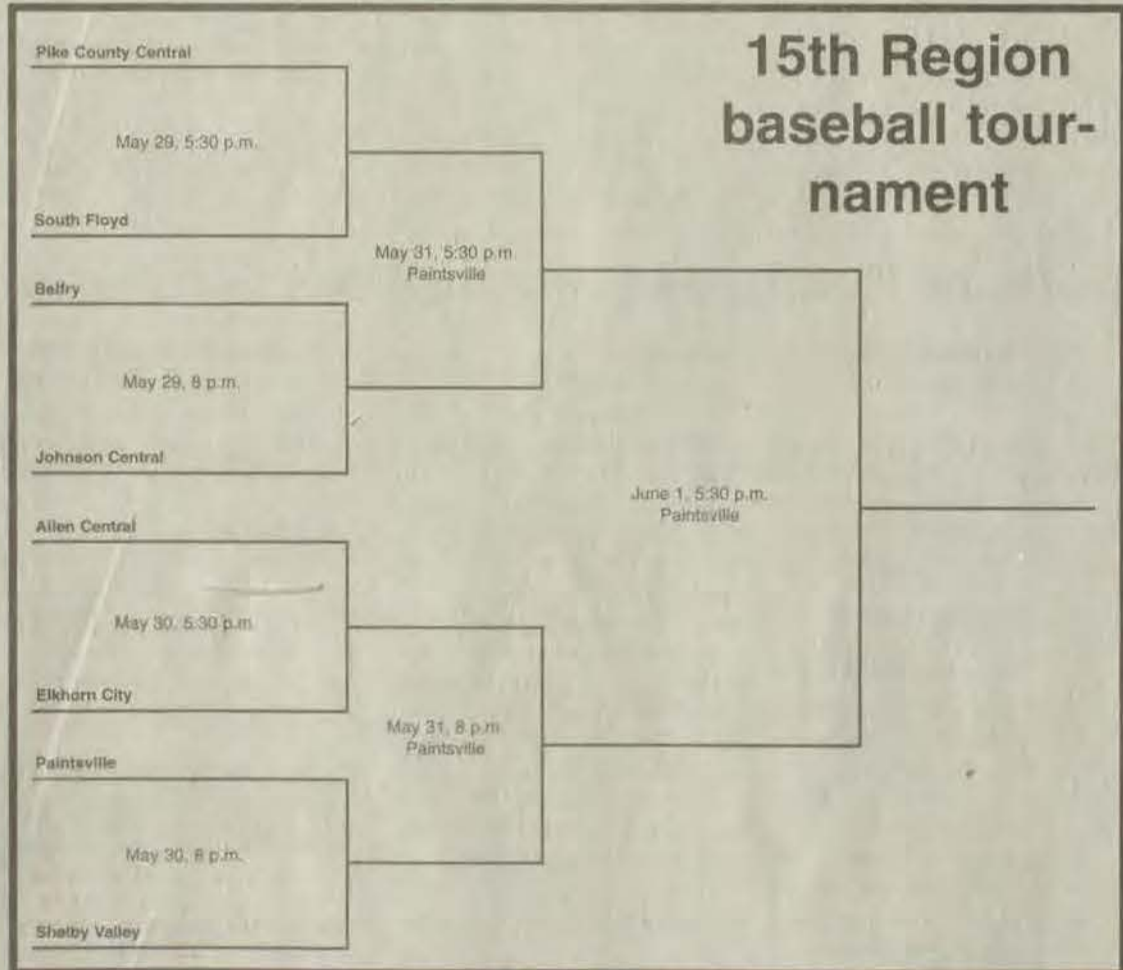 15th Region
baseball tour-
nament
Pike County Central
May 29, 5:30 p.m.
South Floyd
May 31, 5:30 p.m.
Paintsville
Belfry
May 29, 8 p.m.
Johnson Central
June 1, 5:30 p.m.
Paintsville
Allen Central
May 30, 5:30 p.m.
Elkhorn City
May 31, 8 p.m.
Paintsville
Paintsville
May 30, 8 p.m.
Shelby Valley